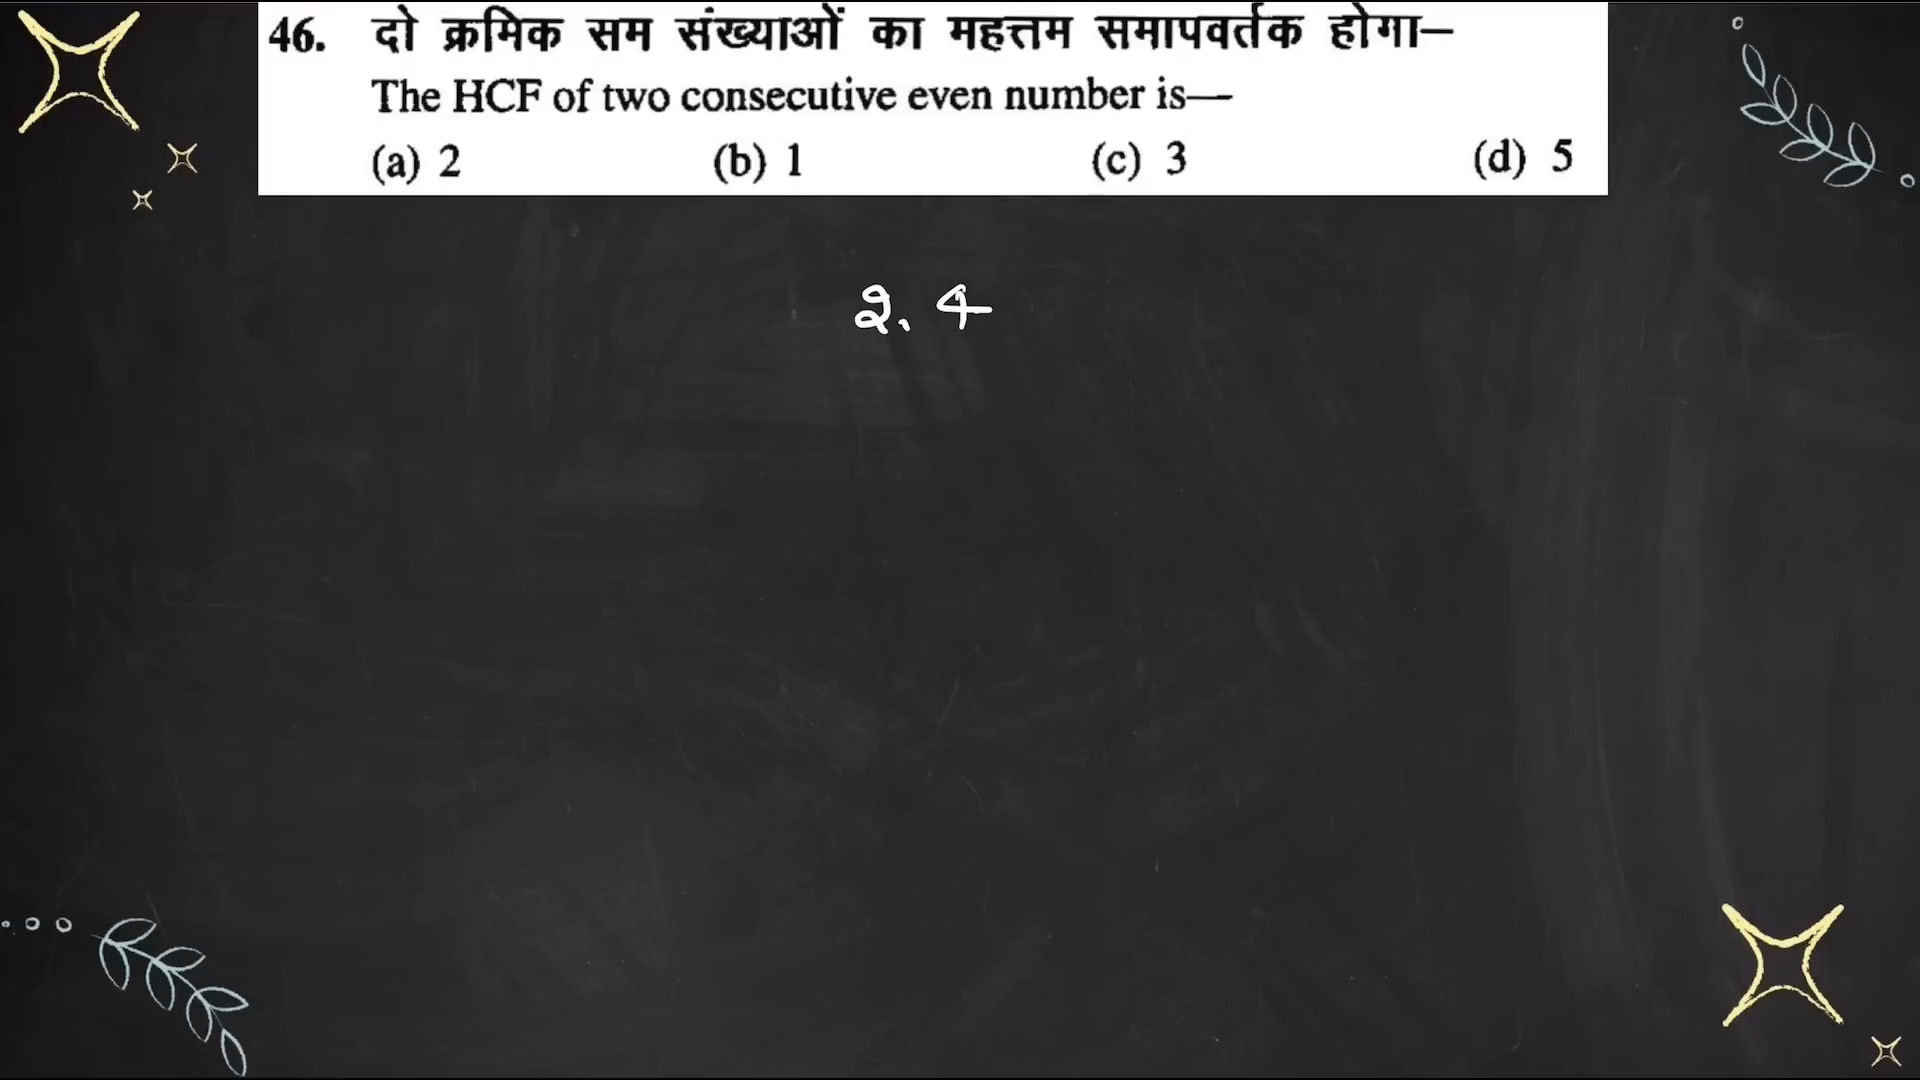 46. दो क्रमिक सम संख्याओं का महत्तम समापवर्तक होगा—
The HCF of two consecutive even number is—
(a) 2 (b) 1 (c) 3 (d) 5
2, 4